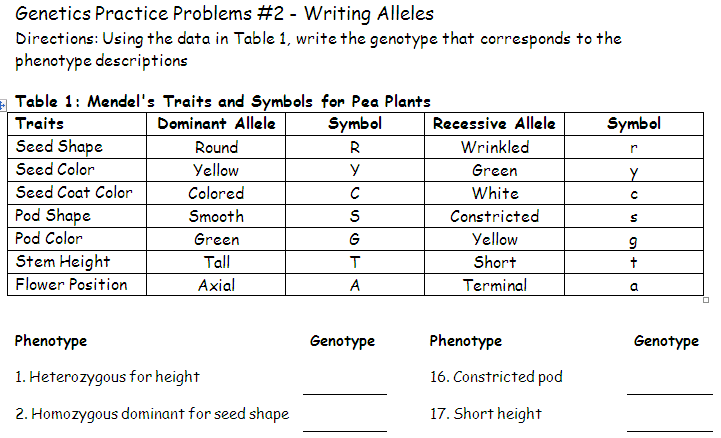 Genetics Practice Problems #2 - Writing Alleles
Directions: Using the data in Table 1, write the genotype that corresponds to the
phenotype descriptions
Table 1: Mendel's Traits and Symbols for Pea Plants
Traits Dominant Allele Symbol Recessive Allele Symbol
Seed Shape Round R Wrinkled r
Seed Color Yellow Y Green y
Seed Coat Color Colored C White c
Pod Shape Smooth S Constricted s
Pod Color Green G Yellow g
Stem Height Tall T Short t
Flower Position Axial A Terminal a
Phenotype Genotype Phenotype Genotype
1. Heterozygous for height 16. Constricted pod
2. Homozygous dominant for seed shape 17. Short height